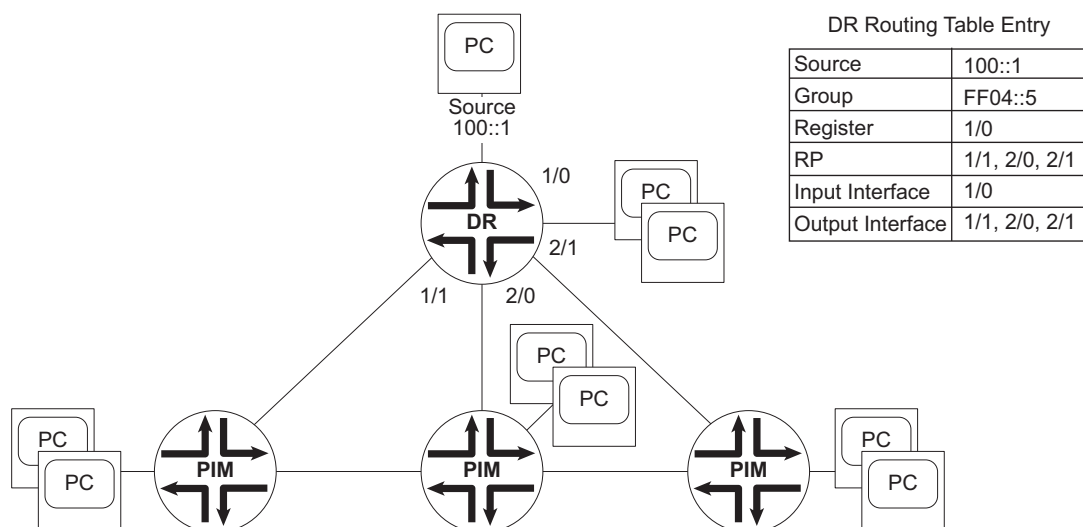 PC
Source
100::1
DR Routing Table Entry
Source 100::1
Group FF04::5
Register 1/0
RP 1/1, 2/0, 2/1
Input Interface 1/0
Output Interface 1/1, 2/0, 2/1
1/0
PC
PC
DR
2/1
1/1
2/0
PC
PC
PC
PC
PIM
PIM
PIM
PC
PC